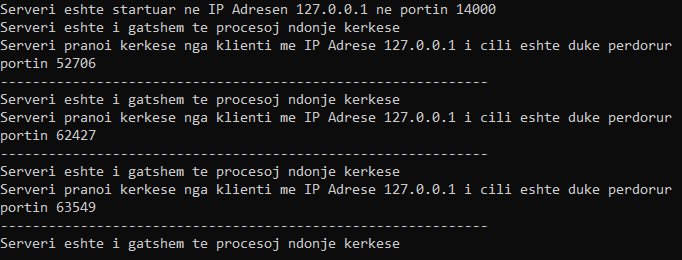 Serveri eshte startuar ne IP Adresen 127.0.0.1 ne portin 14000
Serveri eshte i gatshem te procesoj ndonje kerkese
Serveri pranoi kerkese nga klienti me IP Adrese 127.0.0.1 i cili eshte duke perdorur
portin 52706
-------------------------------------------------------------
Serveri eshte i gatshem te procesoj ndonje kerkese
Serveri pranoi kerkese nga klienti me IP Adrese 127.0.0.1 i cili eshte duke perdorur
portin 62427
-------------------------------------------------------------
Serveri eshte i gatshem te procesoj ndonje kerkese
Serveri pranoi kerkese nga klienti me IP Adrese 127.0.0.1 i cili eshte duke perdorur
portin 63549
-------------------------------------------------------------
Serveri eshte i gatshem te procesoj ndonje kerkese